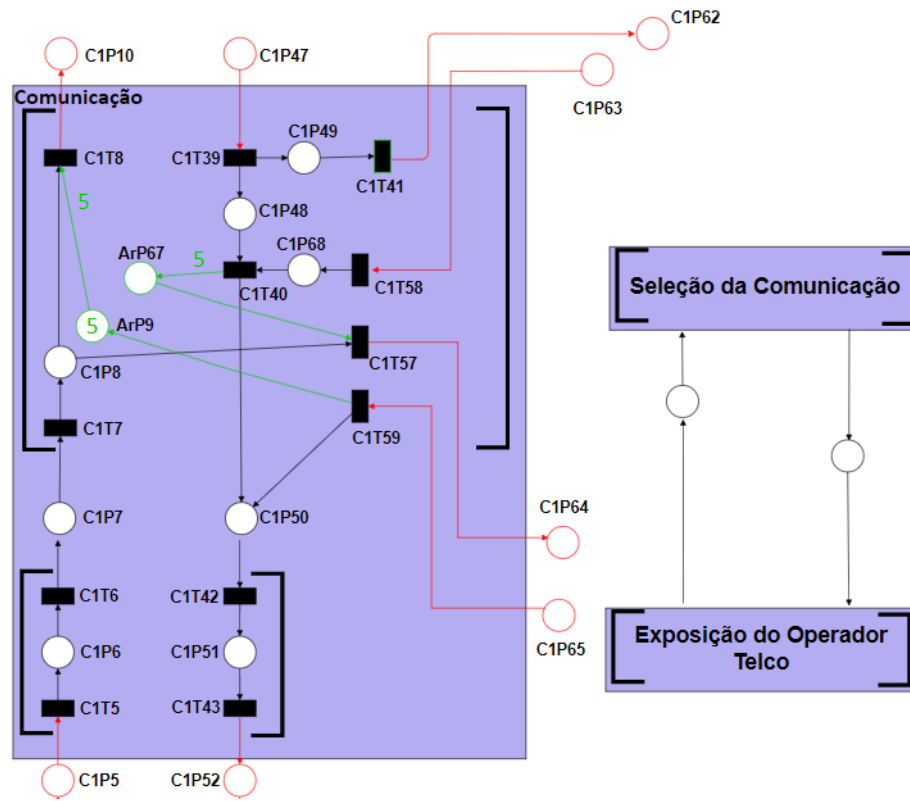 C1P62
C1P10
C1P47
C1P63
Comunicação
C1P49
C1T8
C1T39
C1T41
5
C1P48
ArP67
5
C1P68
C1T40
C1T58
Seleção da Comunicação
5
ArP9
C1P8
C1T57
C1T7
C1T59
C1P7
C1P50
C1P64
C1T6
C1T42
C1P6
C1P51
C1P65
Exposição do Operador
Telco
C1T5
C1T43
C1P5
C1P52